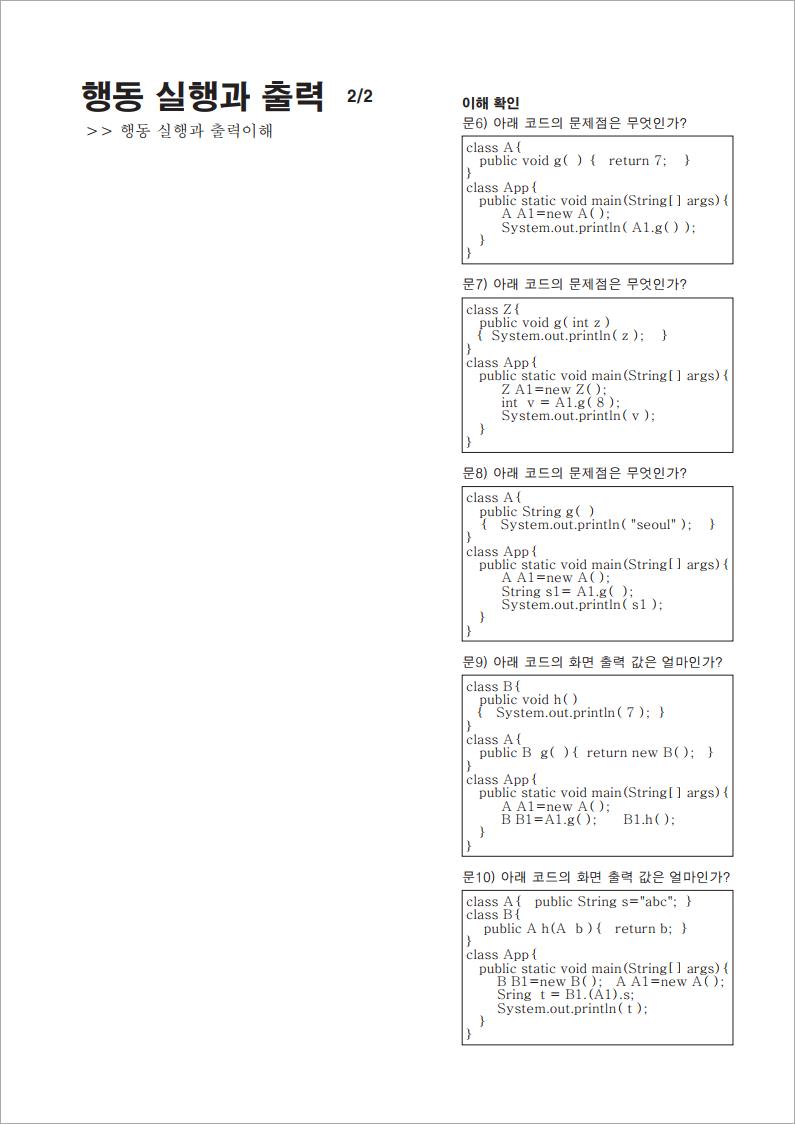 행동 실행과 출력 2/2
>> 행동 실행과 출력이해
이해 확인
문6) 아래 코드의 문제점은 무엇인가?
class A{
public void g( ) { return 7; }
}
class App{
public static void main(String[] args){
A A1=new A( );
System.out.println( A1.g( ) );
}
}
문7) 아래 코드의 문제점은 무엇인가?
class Z{
public void g( int z )
{ System.out.println( z ); }
}
class App{
public static void main(String[] args){
Z A1=new Z( );
int v = A1.g( 8 );
System.out.println( v );
}
}
문8) 아래 코드의 문제점은 무엇인가?
class A{
public String g( )
{ System.out.println( "seoul" ); }
}
class App{
public static void main(String[] args){
A A1=new A( );
String s1= A1.g( );
System.out.println( s1 );
}
}
문9) 아래 코드의 화면 출력 값은 얼마인가?
class B{
public void h( )
{ System.out.println( 7 ); }
}
class A{
public B g( ){ return new B( ); }
}
class App{
public static void main(String[] args){
A A1=new A( );
B B1=A1.g( ); B1.h( );
}
}
문10) 아래 코드의 화면 출력 값은 얼마인가?
class A{ public String s="abc"; }
class B{
public A h(A b ){ return b; }
}
class App{
public static void main(String[] args){
B B1=new B( ); A A1=new A( );
Sring t = B1.(A1).s;
System.out.println( t );
}
}